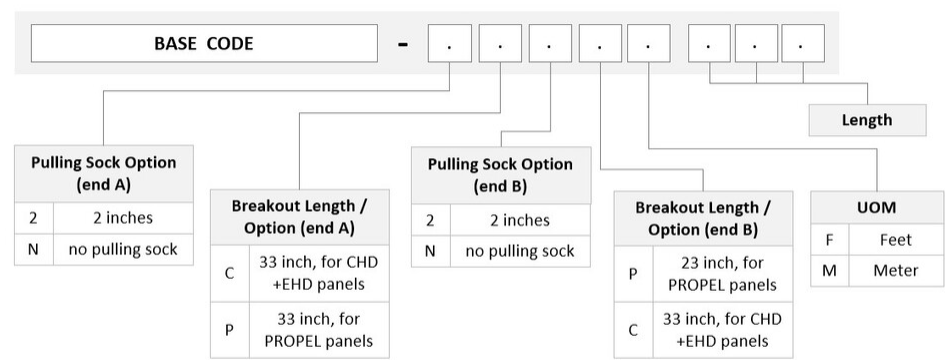 BASE CODE - . . . . . . . .
Length
Pulling Sock Option
(end A)
2 2 inches
N no pulling sock
Breakout Length /
Option (end A)
C 33 inch, for CHD
+EHD panels
P 33 inch, for
PROPEL panels
Pulling Sock Option
(end B)
2 2 inches
N no pulling sock
Breakout Length /
Option (end B)
P 23 inch, for
PROPEL panels
C 33 inch, for CHD
+EHD panels
UOM
F Feet
M Meter